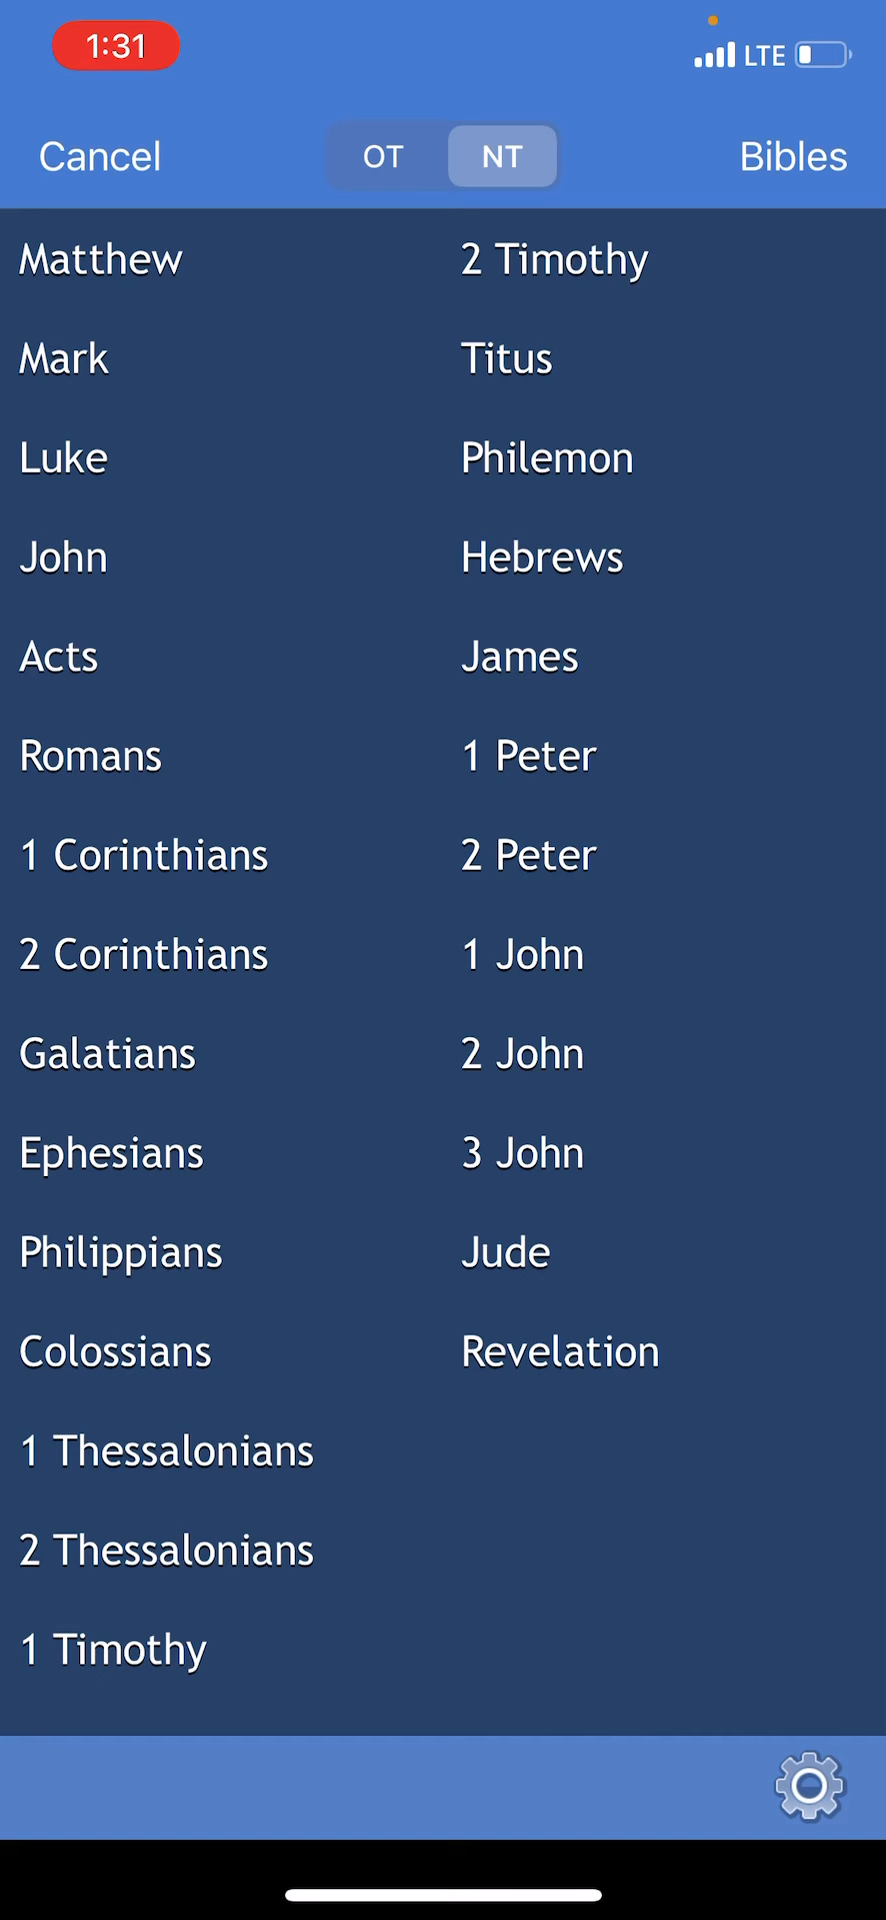 1:31
LTE
Cancel
OT
NT
Bibles
Matthew
Mark
Luke
John
Acts
Romans
1 Corinthians
2 Corinthians
Galatians
Ephesians
Philippians
Colossians
1 Thessalonians
2 Thessalonians
1 Timothy
2 Timothy
Titus
Philemon
Hebrews
James
1 Peter
2 Peter
1 John
2 John
3 John
Jude
Revelation